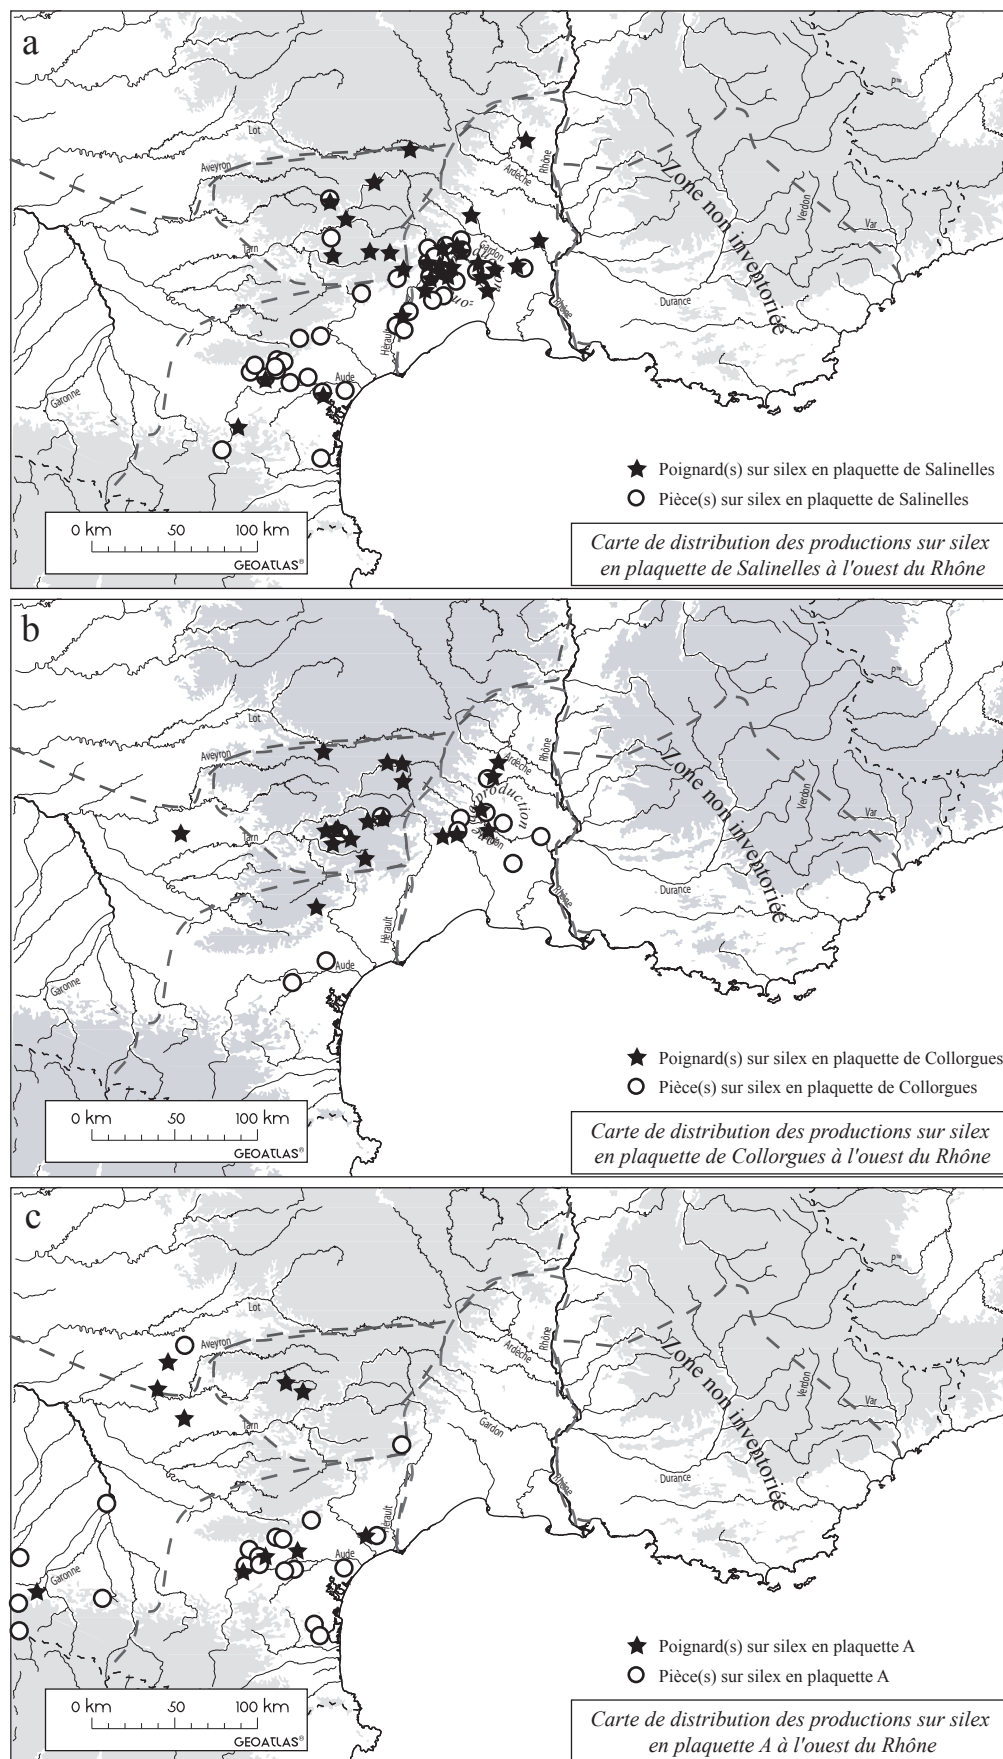 a
Lot
Aveyron
Tarn
Garonne
Aude
Hérault
Gardon
Ardèche
Rhône
Rhône
Durance
Verdon
Var
Zone non inventoriée
Poignard(s) sur silex en plaquette de Salinelles
Pièce(s) sur silex en plaquette de Salinelles
0 km 50 100 km
GEOATLAS®
Carte de distribution des productions sur silex
en plaquette de Salinelles à l'ouest du Rhône
b
Lot
Aveyron
Tarn
Garonne
Aude
Hérault
production
Ardèche
Rhône
Rhône
Durance
Verdon
Var
Zone non inventoriée
Poignard(s) sur silex en plaquette de Collorgues
Pièce(s) sur silex en plaquette de Collorgues
0 km 50 100 km
GEOATLAS®
Carte de distribution des productions sur silex
en plaquette de Collorgues à l'ouest du Rhône
c
Lot
Aveyron
Tarn
Garonne
Aude
Hérault
Gardon
Ardèche
Rhône
Rhône
Durance
Verdon
Var
Zone non inventoriée
Poignard(s) sur silex en plaquette A
Pièce(s) sur silex en plaquette A
0 km 50 100 km
GEOATLAS®
Carte de distribution des productions sur silex
en plaquette A à l'ouest du Rhône